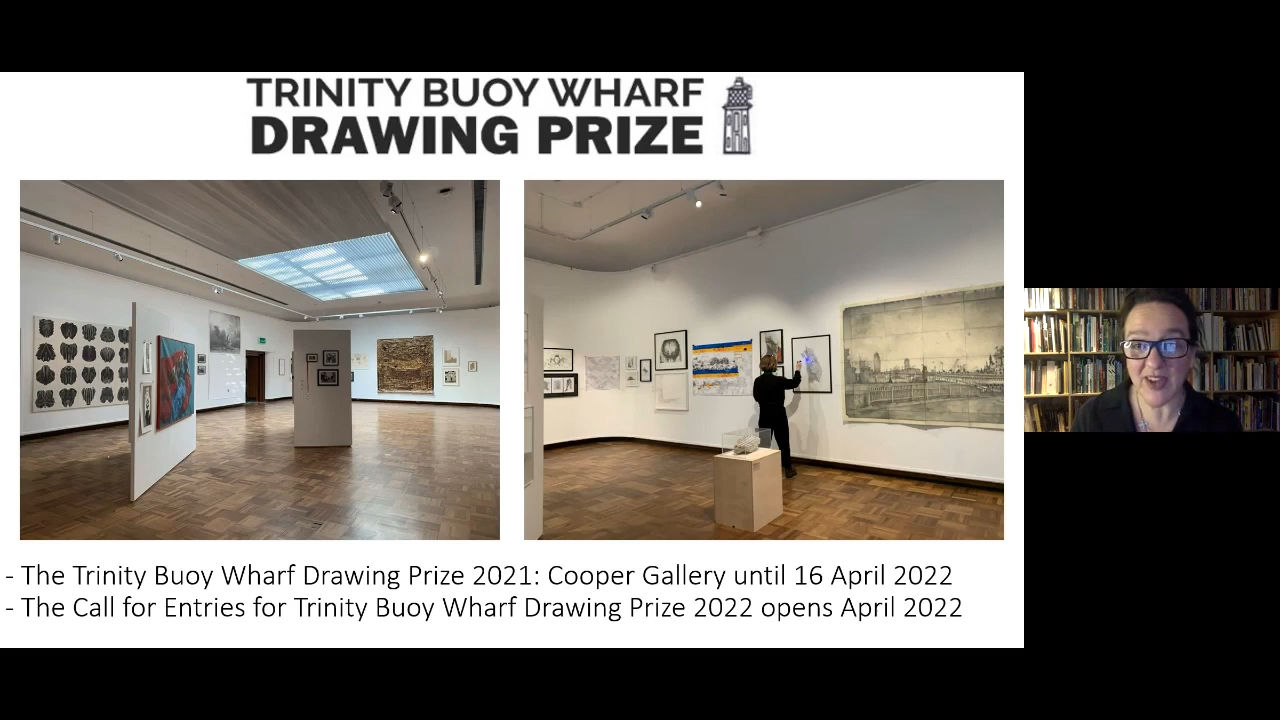 TRINITY BUOY WHARF
DRAWING PRIZE
- The Trinity Buoy Wharf Drawing Prize 2021: Cooper Gallery until 16 April 2022
- The Call for Entries for Trinity Buoy Wharf Drawing Prize 2022 opens April 2022